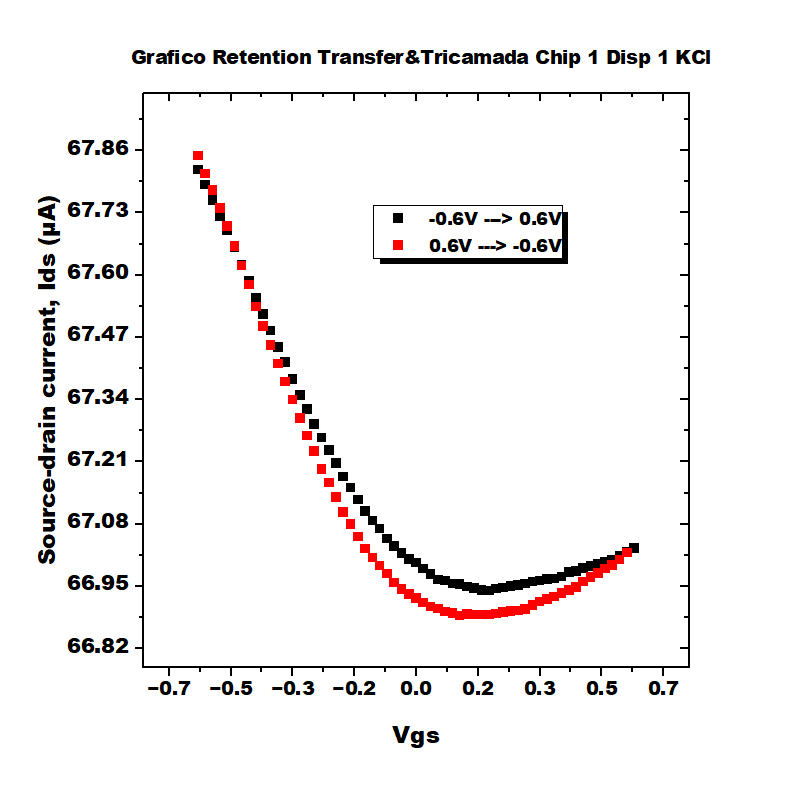 Grafico Retention Transfer&Tricamada Chip 1 Disp 1 KCl
67.86
67.73
67.60
67.47
67.34
67.21
67.08
66.95
66.82
Source-drain current, Ids (µA)
-0.6V ---> 0.6V
0.6V ---> -0.6V
−0.7 −0.5 −0.3 −0.2 0.0 0.2 0.3 0.5 0.7
Vgs